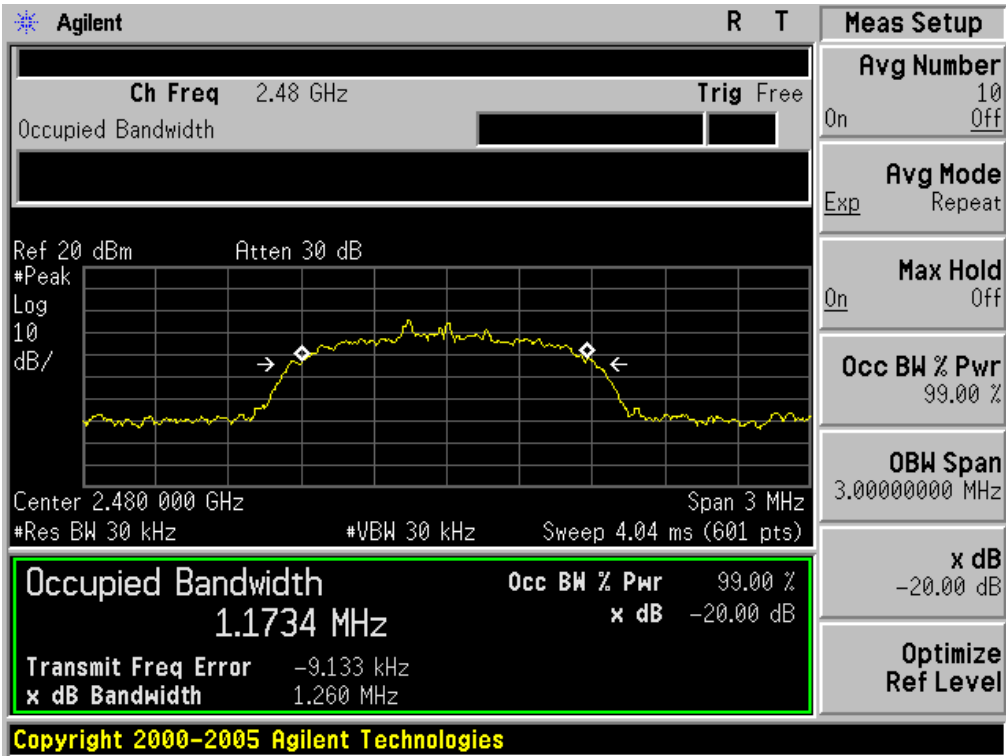 Agilent R T
Meas Setup
Ch Freq 2.48 GHz Trig Free
Occupied Bandwidth
Ref 20 dBm Atten 30 dB
#Peak
Log
10
dB/
Center 2.480 000 GHz Span 3 MHz
#Res BW 30 kHz #VBW 30 kHz Sweep 4.04 ms (601 pts)
Occupied Bandwidth Occ BW % Pwr 99.00 %
1.1734 MHz x dB -20.00 dB
Transmit Freq Error -9.133 kHz
x dB Bandwidth 1.260 MHz
Avg Number
10
On Off
Avg Mode
Exp Repeat
Max Hold
On Off
Occ BW % Pwr
99.00 %
OBW Span
3.00000000 MHz
x dB
-20.00 dB
Optimize
Ref Level
Copyright 2000-2005 Agilent Technologies